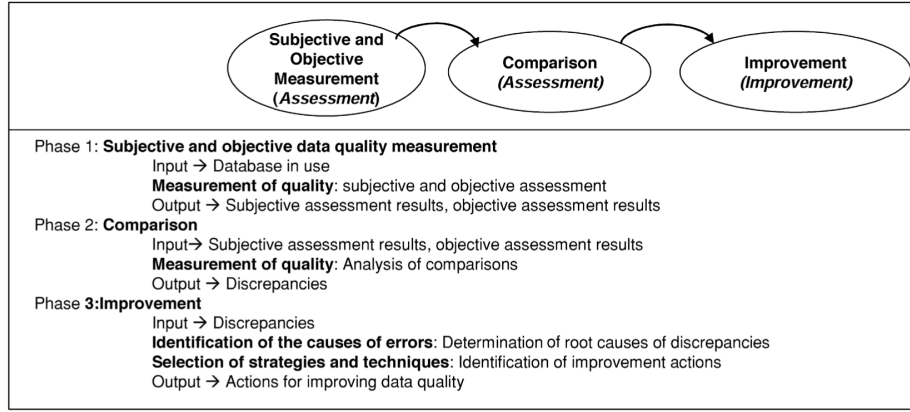 Subjective and
Objective
Measurement
(Assessment)
Comparison
(Assessment)
Improvement
(Improvement)
Phase 1: Subjective and objective data quality measurement
Input → Database in use
Measurement of quality: subjective and objective assessment
Output → Subjective assessment results, objective assessment results
Phase 2: Comparison
Input→ Subjective assessment results, objective assessment results
Measurement of quality: Analysis of comparisons
Output → Discrepancies
Phase 3:Improvement
Input → Discrepancies
Identification of the causes of errors: Determination of root causes of discrepancies
Selection of strategies and techniques: Identification of improvement actions
Output → Actions for improving data quality